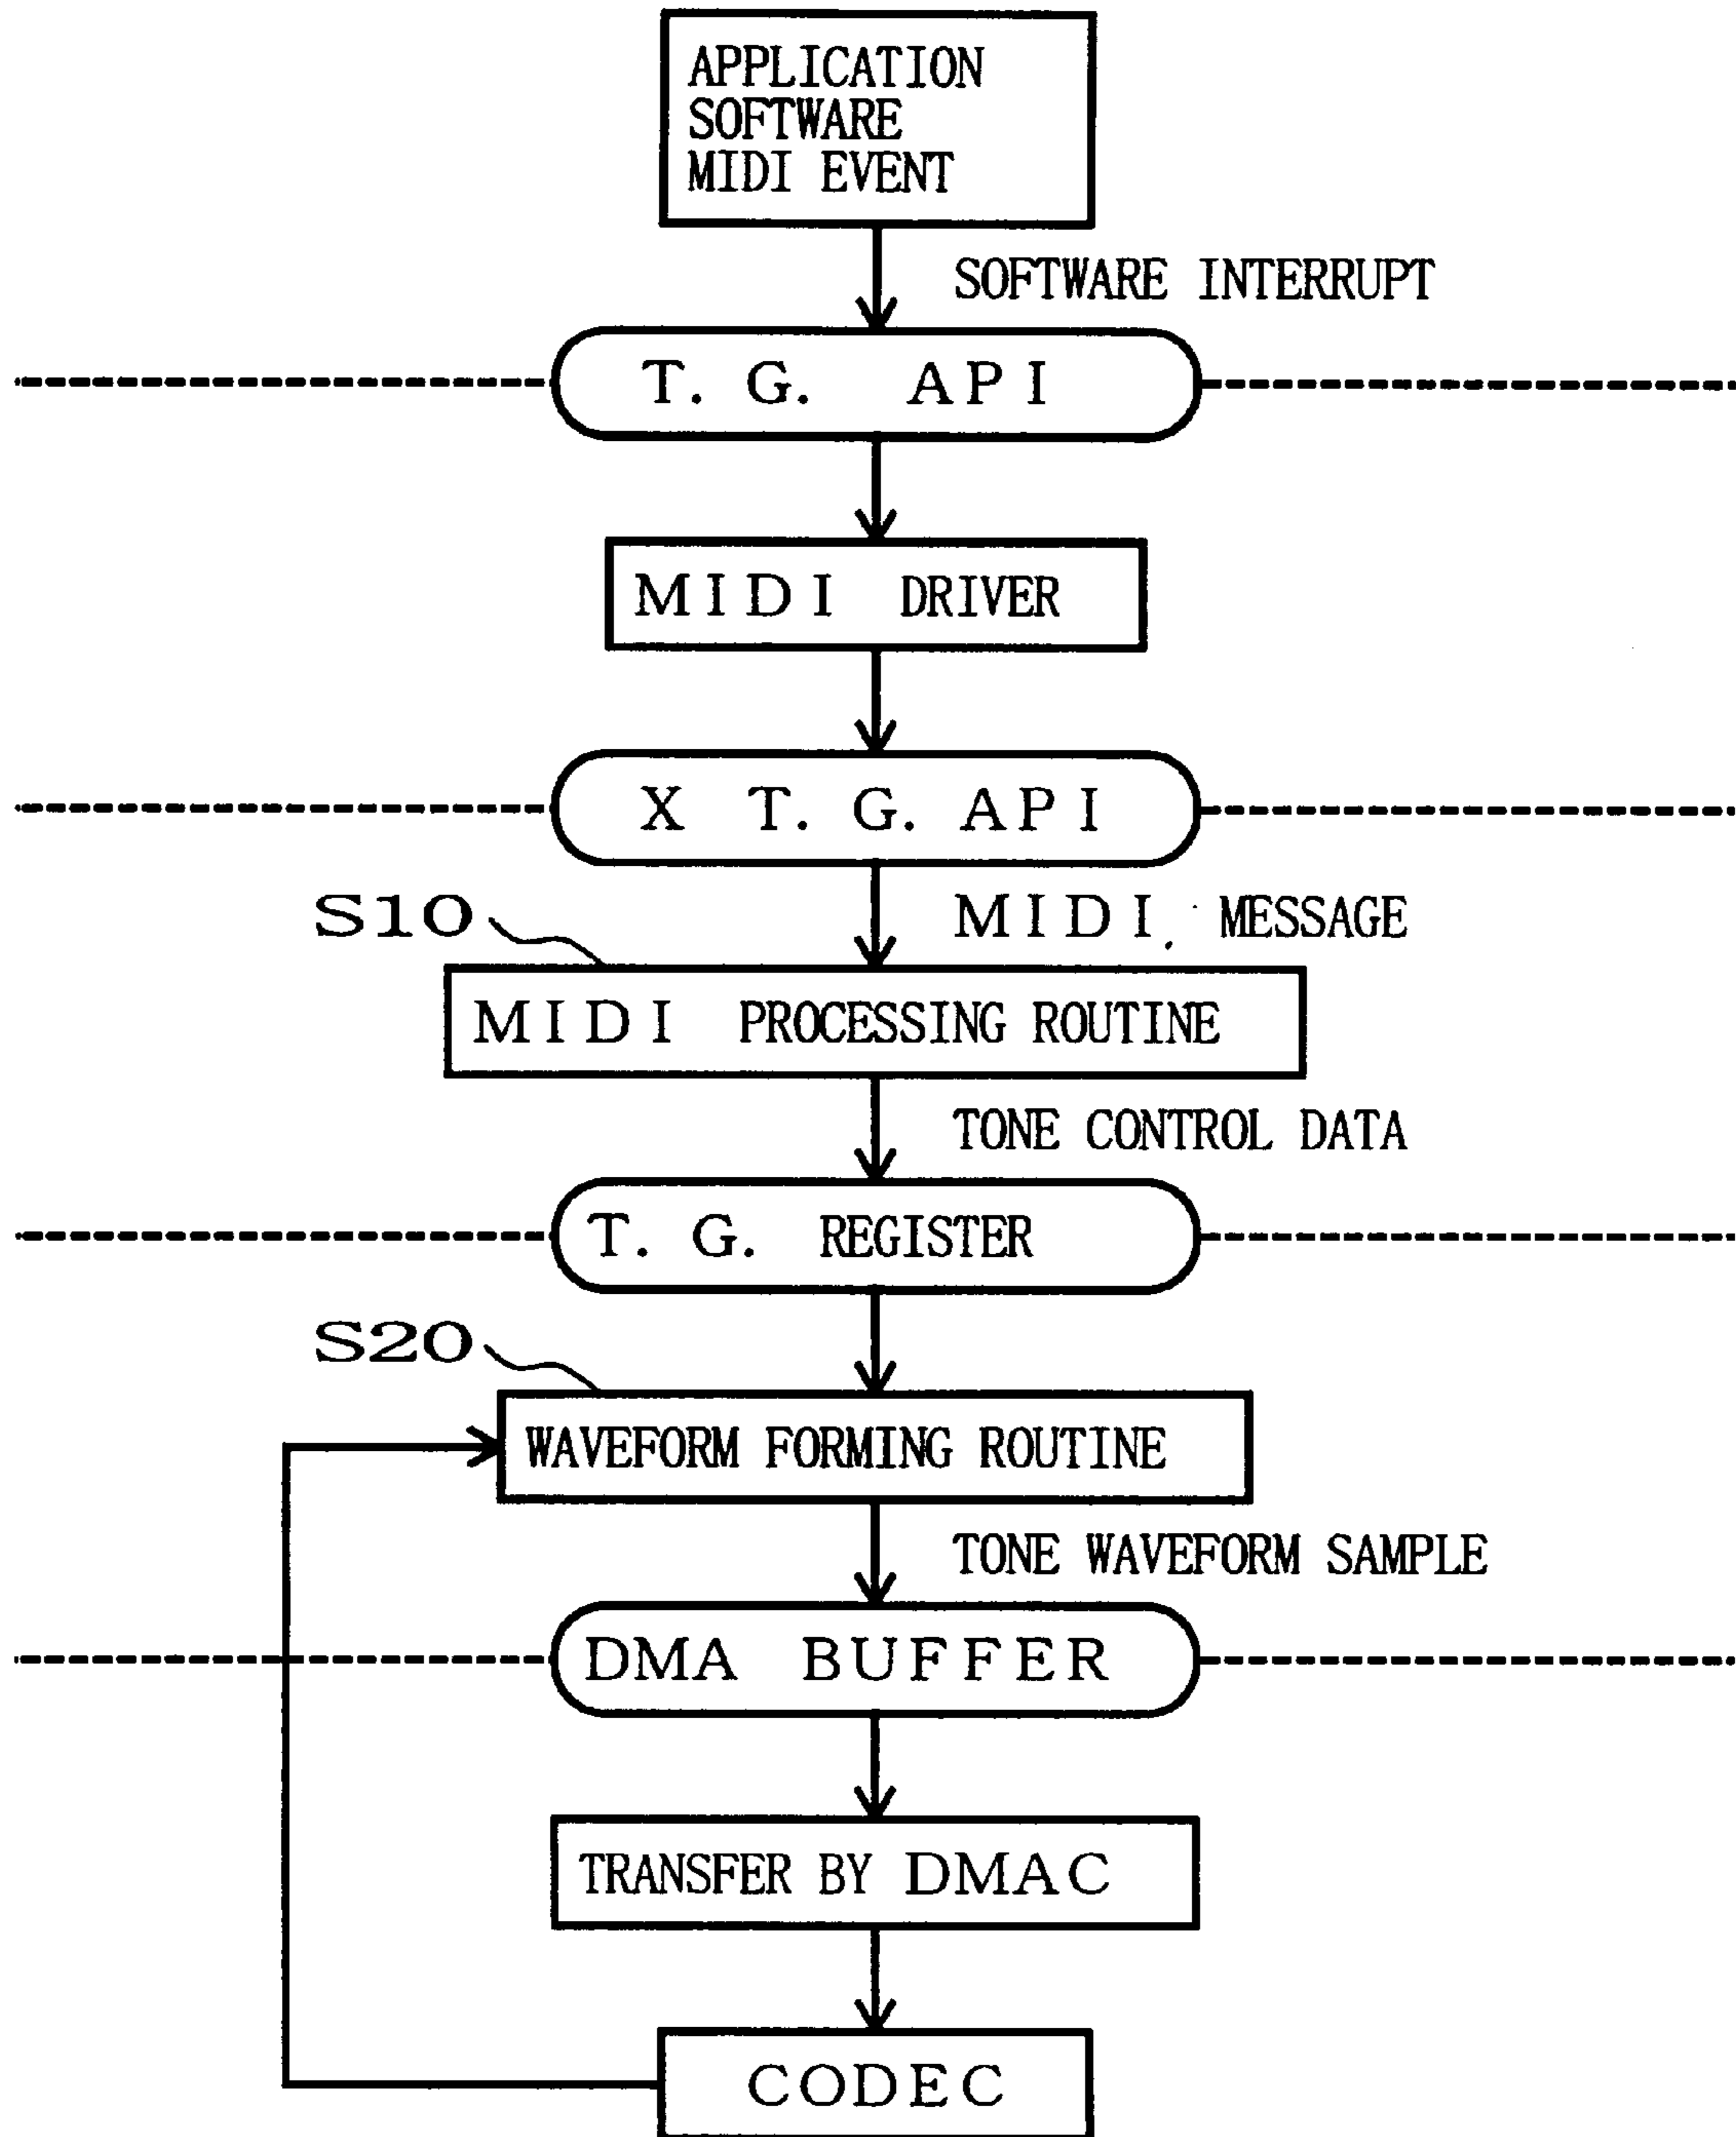 APPLICATION
SOFTWARE
MIDI EVENT
SOFTWARE INTERRUPT
T. G. API
MIDI DRIVER
X T. G. API
S10
MIDI MESSAGE
MIDI PROCESSING ROUTINE
TONE CONTROL DATA
T. G. REGISTER
S20
WAVEFORM FORMING ROUTINE
TONE WAVEFORM SAMPLE
DMA BUFFER
TRANSFER BY DMAC
CODEC